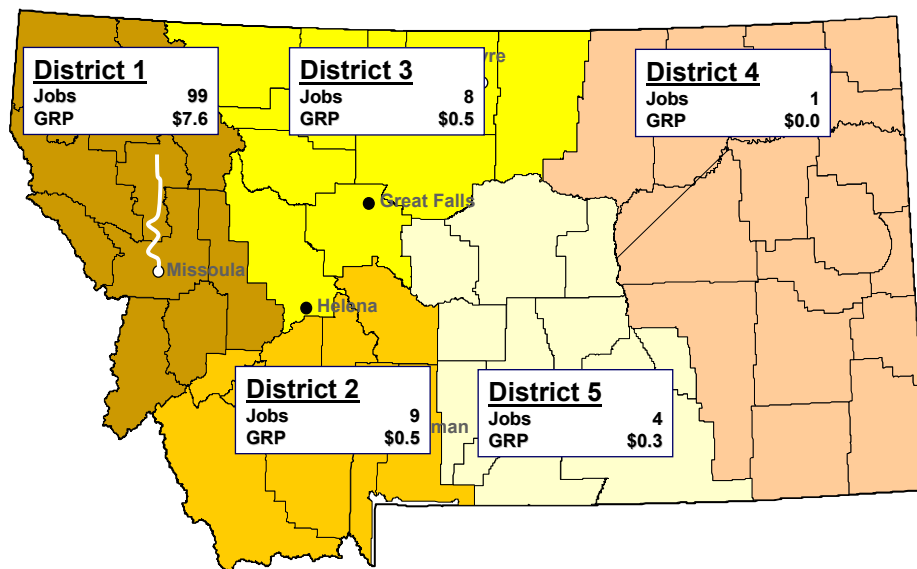 District 1
Jobs 99
GRP $7.6
District 3
Jobs 8
GRP $0.5
yre
District 4
Jobs 1
GRP $0.0
Great Falls
Missoula
Helena
District 2
Jobs 9
GRP $0.5
man
District 5
Jobs 4
GRP $0.3